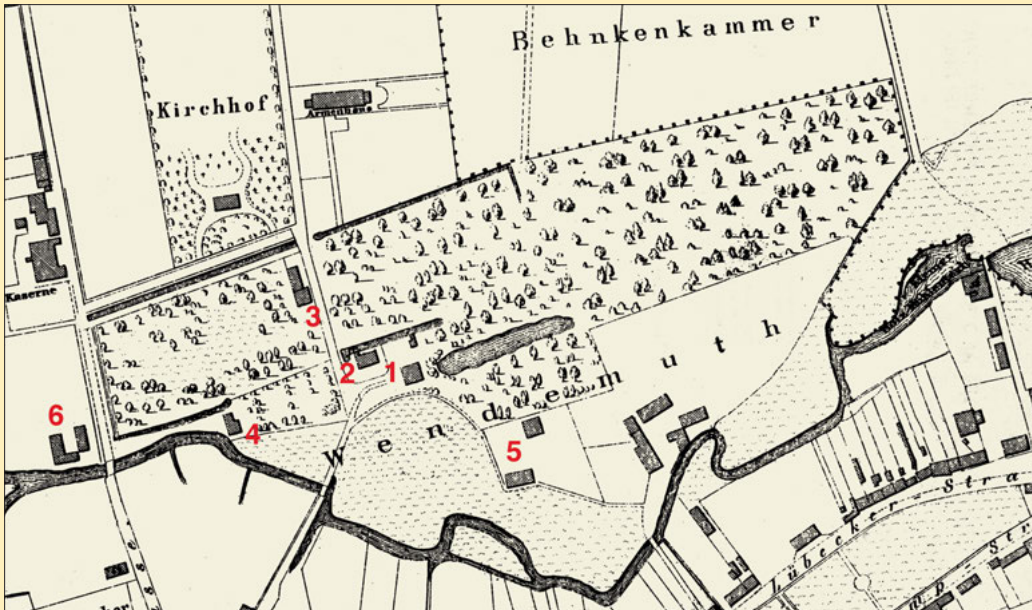 Behnkenkammer
Kirchhof
Armenhaus
Kaserne
3
2
1
6
4
5
Wendemuth
Lübecker-Stra